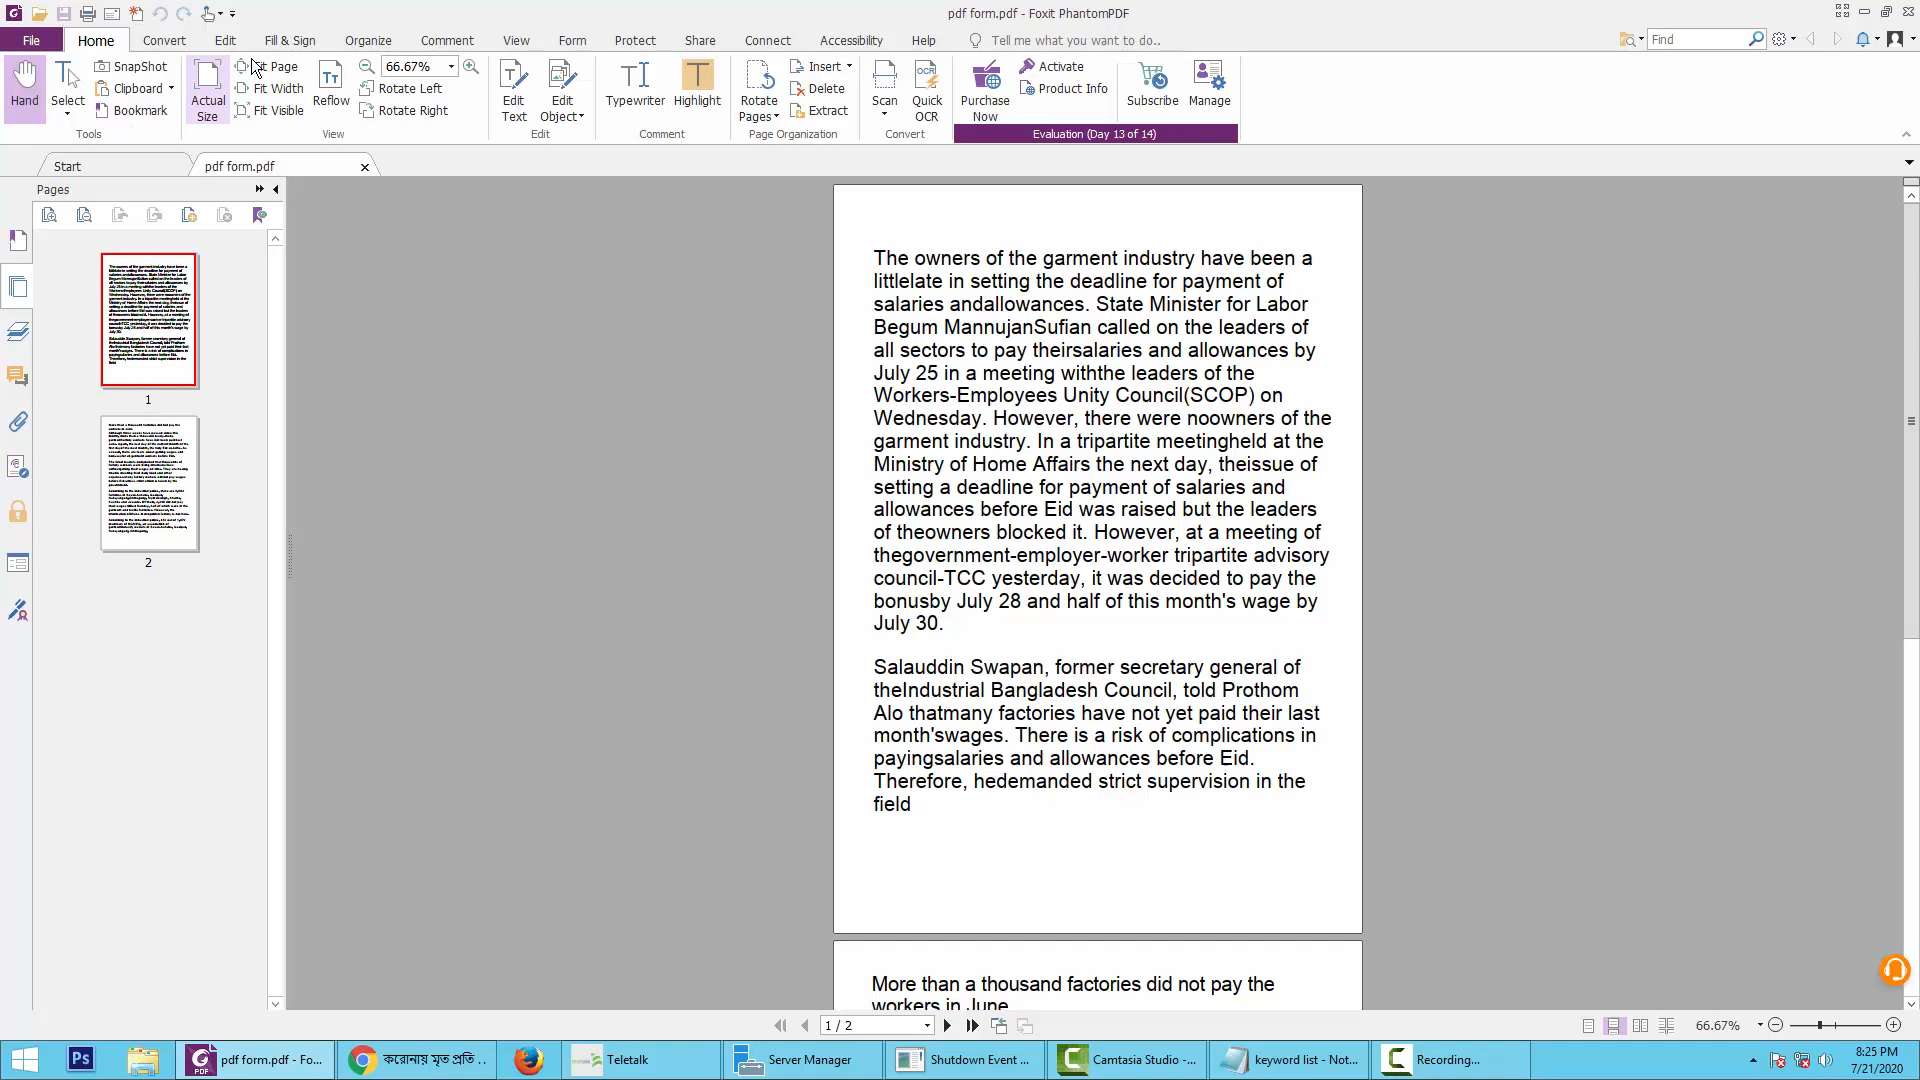 pdf form.pdf - Foxit PhantomPDF
File
Home
Convert
Edit
Fill & Sign
Organize
Comment
View
Form
Protect
Share
Connect
Accessibility
Help
Tell me what you want to do..
Find
Hand
Select
SnapShot
Clipboard
Bookmark
Tools
Actual Size
Page
Fit Width
Fit Visible
Reflow
66.67%
Rotate Left
Rotate Right
View
Edit Text
Edit Object
Edit
Typewriter
Highlight
Comment
Rotate Pages
Insert
Delete
Extract
Page Organization
Scan
Quick OCR
Convert
Purchase Now
Activate
Product Info
Subscribe
Manage
Evaluation (Day 13 of 14)
Start
pdf form.pdf
Pages
1
2
The owners of the garment industry have been a
littlelate in setting the deadline for payment of
salaries andallowances. State Minister for Labor
Begum MannujanSufian called on the leaders of
all sectors to pay theirsalaries and allowances by
July 25 in a meeting withthe leaders of the
Workers-Employees Unity Council(SCOP) on
Wednesday. However, there were noowners of the
garment industry. In a tripartite meetingheld at the
Ministry of Home Affairs the next day, theissue of
setting a deadline for payment of salaries and
allowances before Eid was raised but the leaders
of theowners blocked it. However, at a meeting of
thegovernment-employer-worker tripartite advisory
council-TCC yesterday, it was decided to pay the
bonusby July 28 and half of this month's wage by
July 30.
Salauddin Swapan, former secretary general of
theIndustrial Bangladesh Council, told Prothom
Alo thatmany factories have not yet paid their last
month'swages. There is a risk of complications in
payingsalaries and allowances before Eid.
Therefore, hedemanded strict supervision in the
field
More than a thousand factories did not pay the
workers in June
1 / 2
66.67%
Ps
pdf form.pdf - Fo...
করোনায় মৃত প্রতি ..
Teletalk
Server Manager
Shutdown Event ...
Camtasia Studio -...
keyword list - Not...
Recording...
8:25 PM
7/21/2020